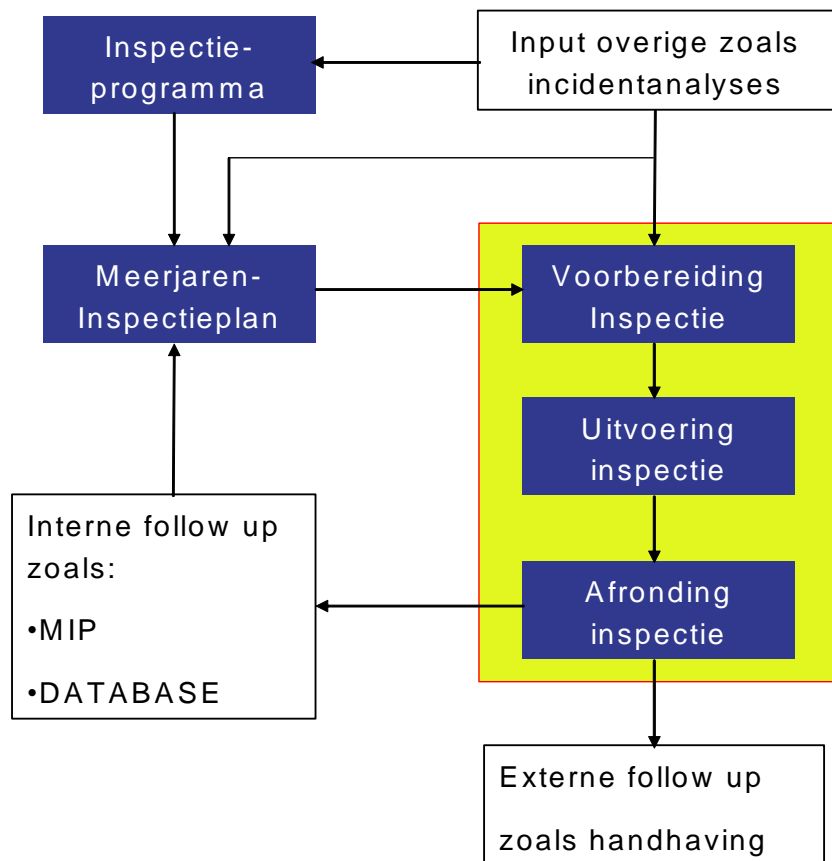 Inspectie-
programma
Input overige zoals
incidentanalyses
Meerjaren-
Inspectieplan
Voorbereiding
Inspectie
Uitvoering
inspectie
Interne follow up
zoals:
•MIP
•DATABASE
Afronding
inspectie
Externe follow up
zoals handhaving